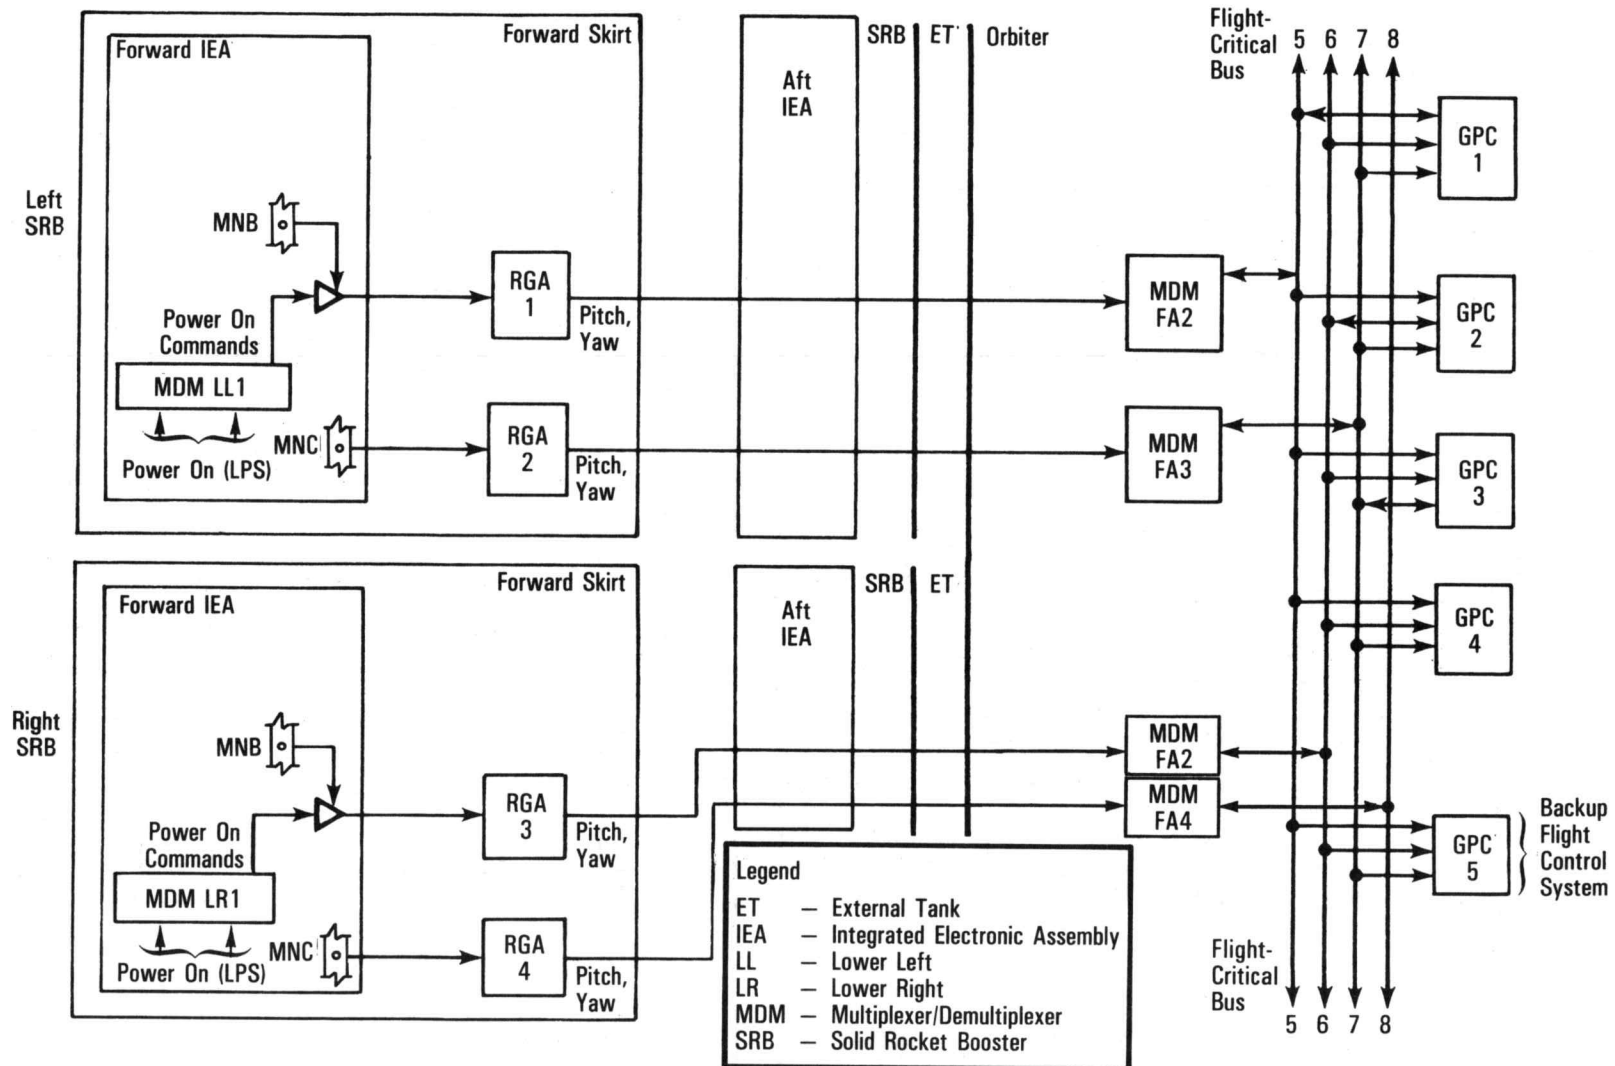 Flight-
Critical
Bus
5 6 7 8
Forward Skirt
Forward IEA
SRB ET Orbiter
Aft
IEA
GPC
1
Left
SRB
MNB
RGA
1
Pitch,
Yaw
Power On
Commands
MDM LL1
Power On (LPS)
MNC
RGA
2
Pitch,
Yaw
MDM
FA2
MDM
FA3
GPC
2
GPC
3
GPC
4
Forward Skirt
Forward IEA
SRB ET
Aft
IEA
Right
SRB
MNB
RGA
3
Pitch,
Yaw
Power On
Commands
MDM LR1
Power On (LPS)
MNC
RGA
4
Pitch,
Yaw
MDM
FA2
MDM
FA4
GPC
5
Backup
Flight
Control
System
Legend
ET — External Tank
IEA — Integrated Electronic Assembly
LL — Lower Left
LR — Lower Right
MDM — Multiplexer/Demultiplexer
SRB — Solid Rocket Booster
Flight-
Critical
Bus
5 6 7 8